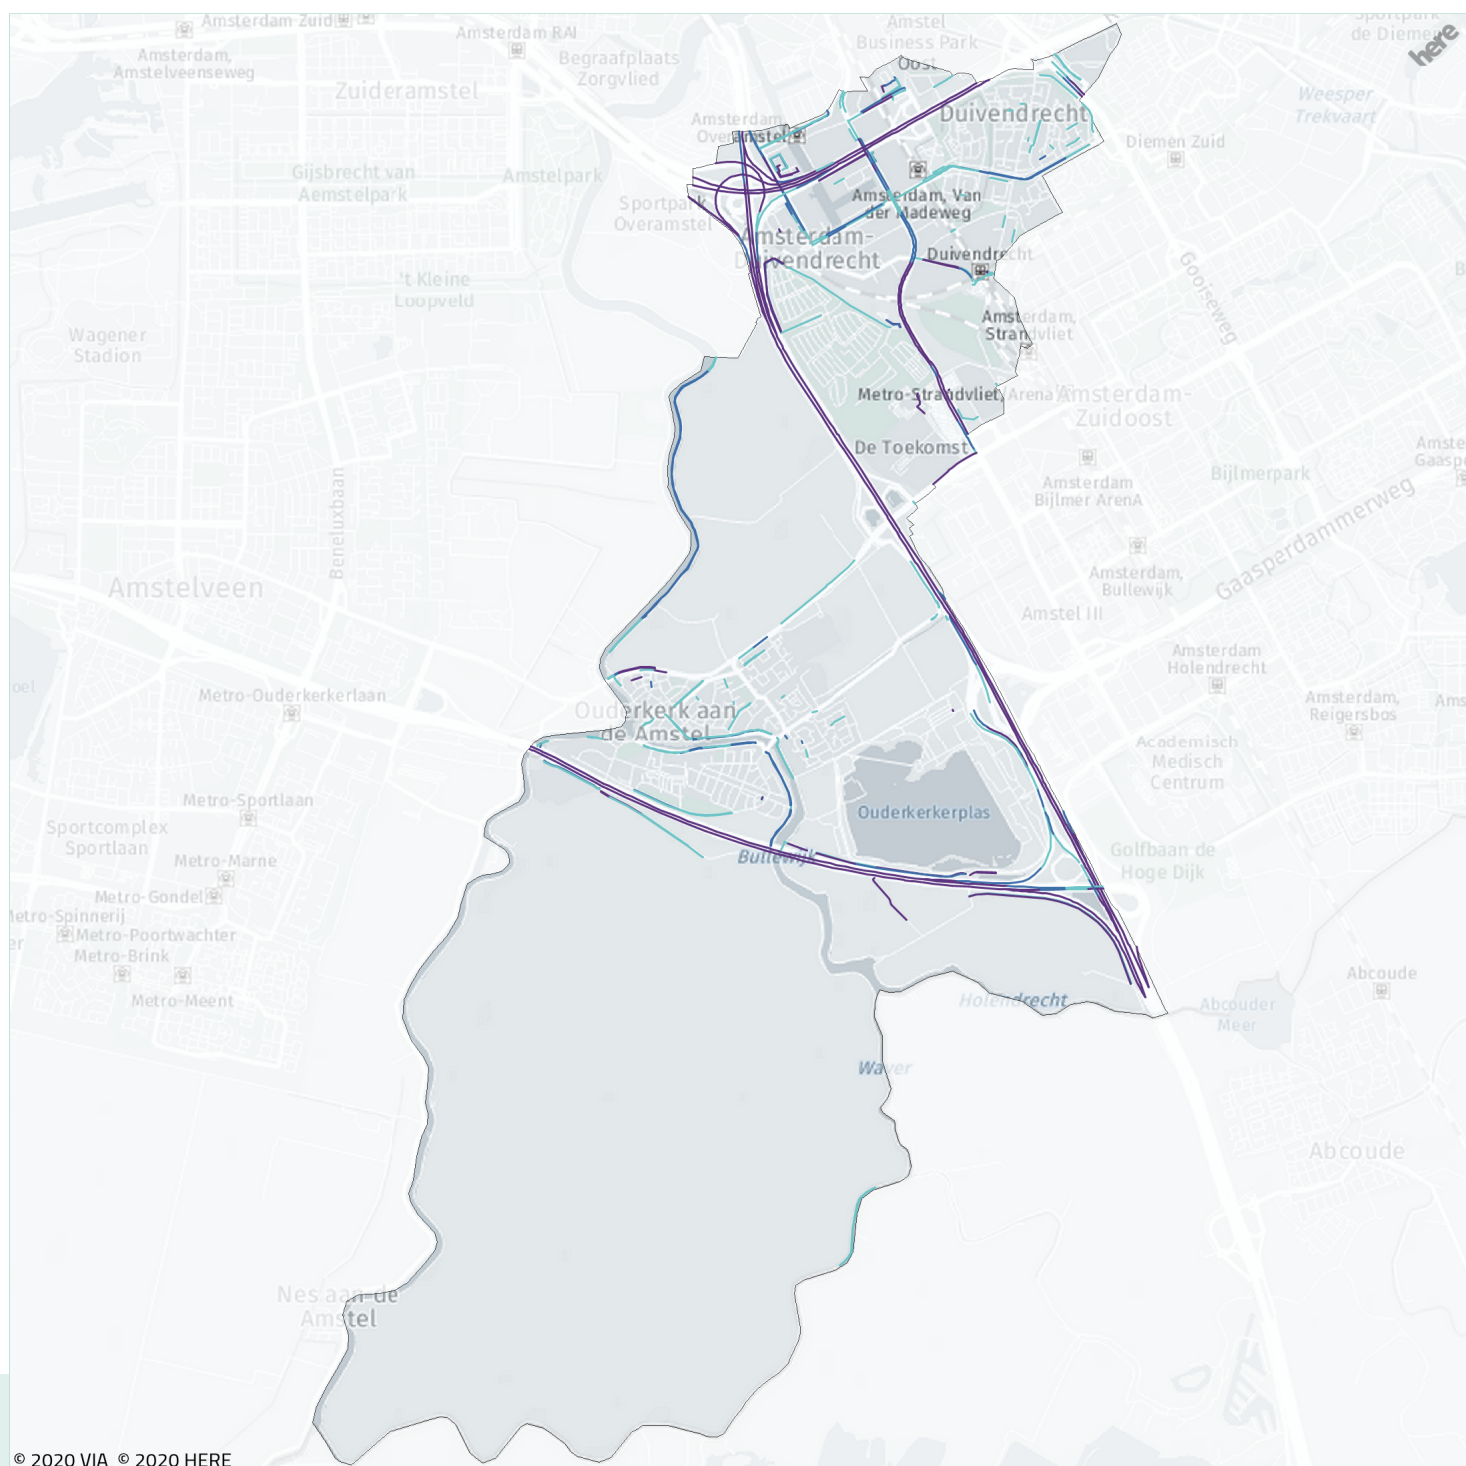 Amsterdam Zuid
Sportpark
de Diemen
here
Amsterdam,
Amstelveenseweg
Amsterdam RAI
Amstel
Business Park
Oost
Begraafplaats
Zorgvlied
Zuideramstel
Weesper
Trekvaart
Duivendrecht
Amsterdam,
Overamstel
Diemen Zuid
Gijsbrecht van
Aemstelpark
Amstelpark
Sportpark
Overamstel
Amsterdam, Van
der Madeweg
Amsterdam-
Duivendrecht
Duivendrecht
Gooiseweg
't Kleine
Loopveld
Amsterdam,
Strandvliet
Wagener
Stadion
Metro-Strandvliet,
Arena
Amsterdam-
Zuidoost
De Toekomst
Amsterdam
Bijlmer ArenA
Bijlmerpark
Gaasperdammerweg
Beneluxbaan
Amstelveen
Amsterdam,
Bullewijk
Amstel III
Amsterdam
Holendrecht
Metro-Ouderkerkerlaan
Amsterdam,
Reigersbos
Ouderkerk aan
de Amstel
Academisch
Medisch
Centrum
Metro-Sportlaan
Sportcomplex
Sportlaan
Ouderkerkerplas
Metro-Marne
Bullewijk
Golfbaan de
Hoge Dijk
Metro-Gondel
Metro-Spinnerij
Metro-Poortwachter
Metro-Brink
Metro-Meent
Abcoude
Holendrecht
Abcouder
Meer
Waver
Abcoude
Nes aan de
Amstel
© 2020 VIA © 2020 HERE